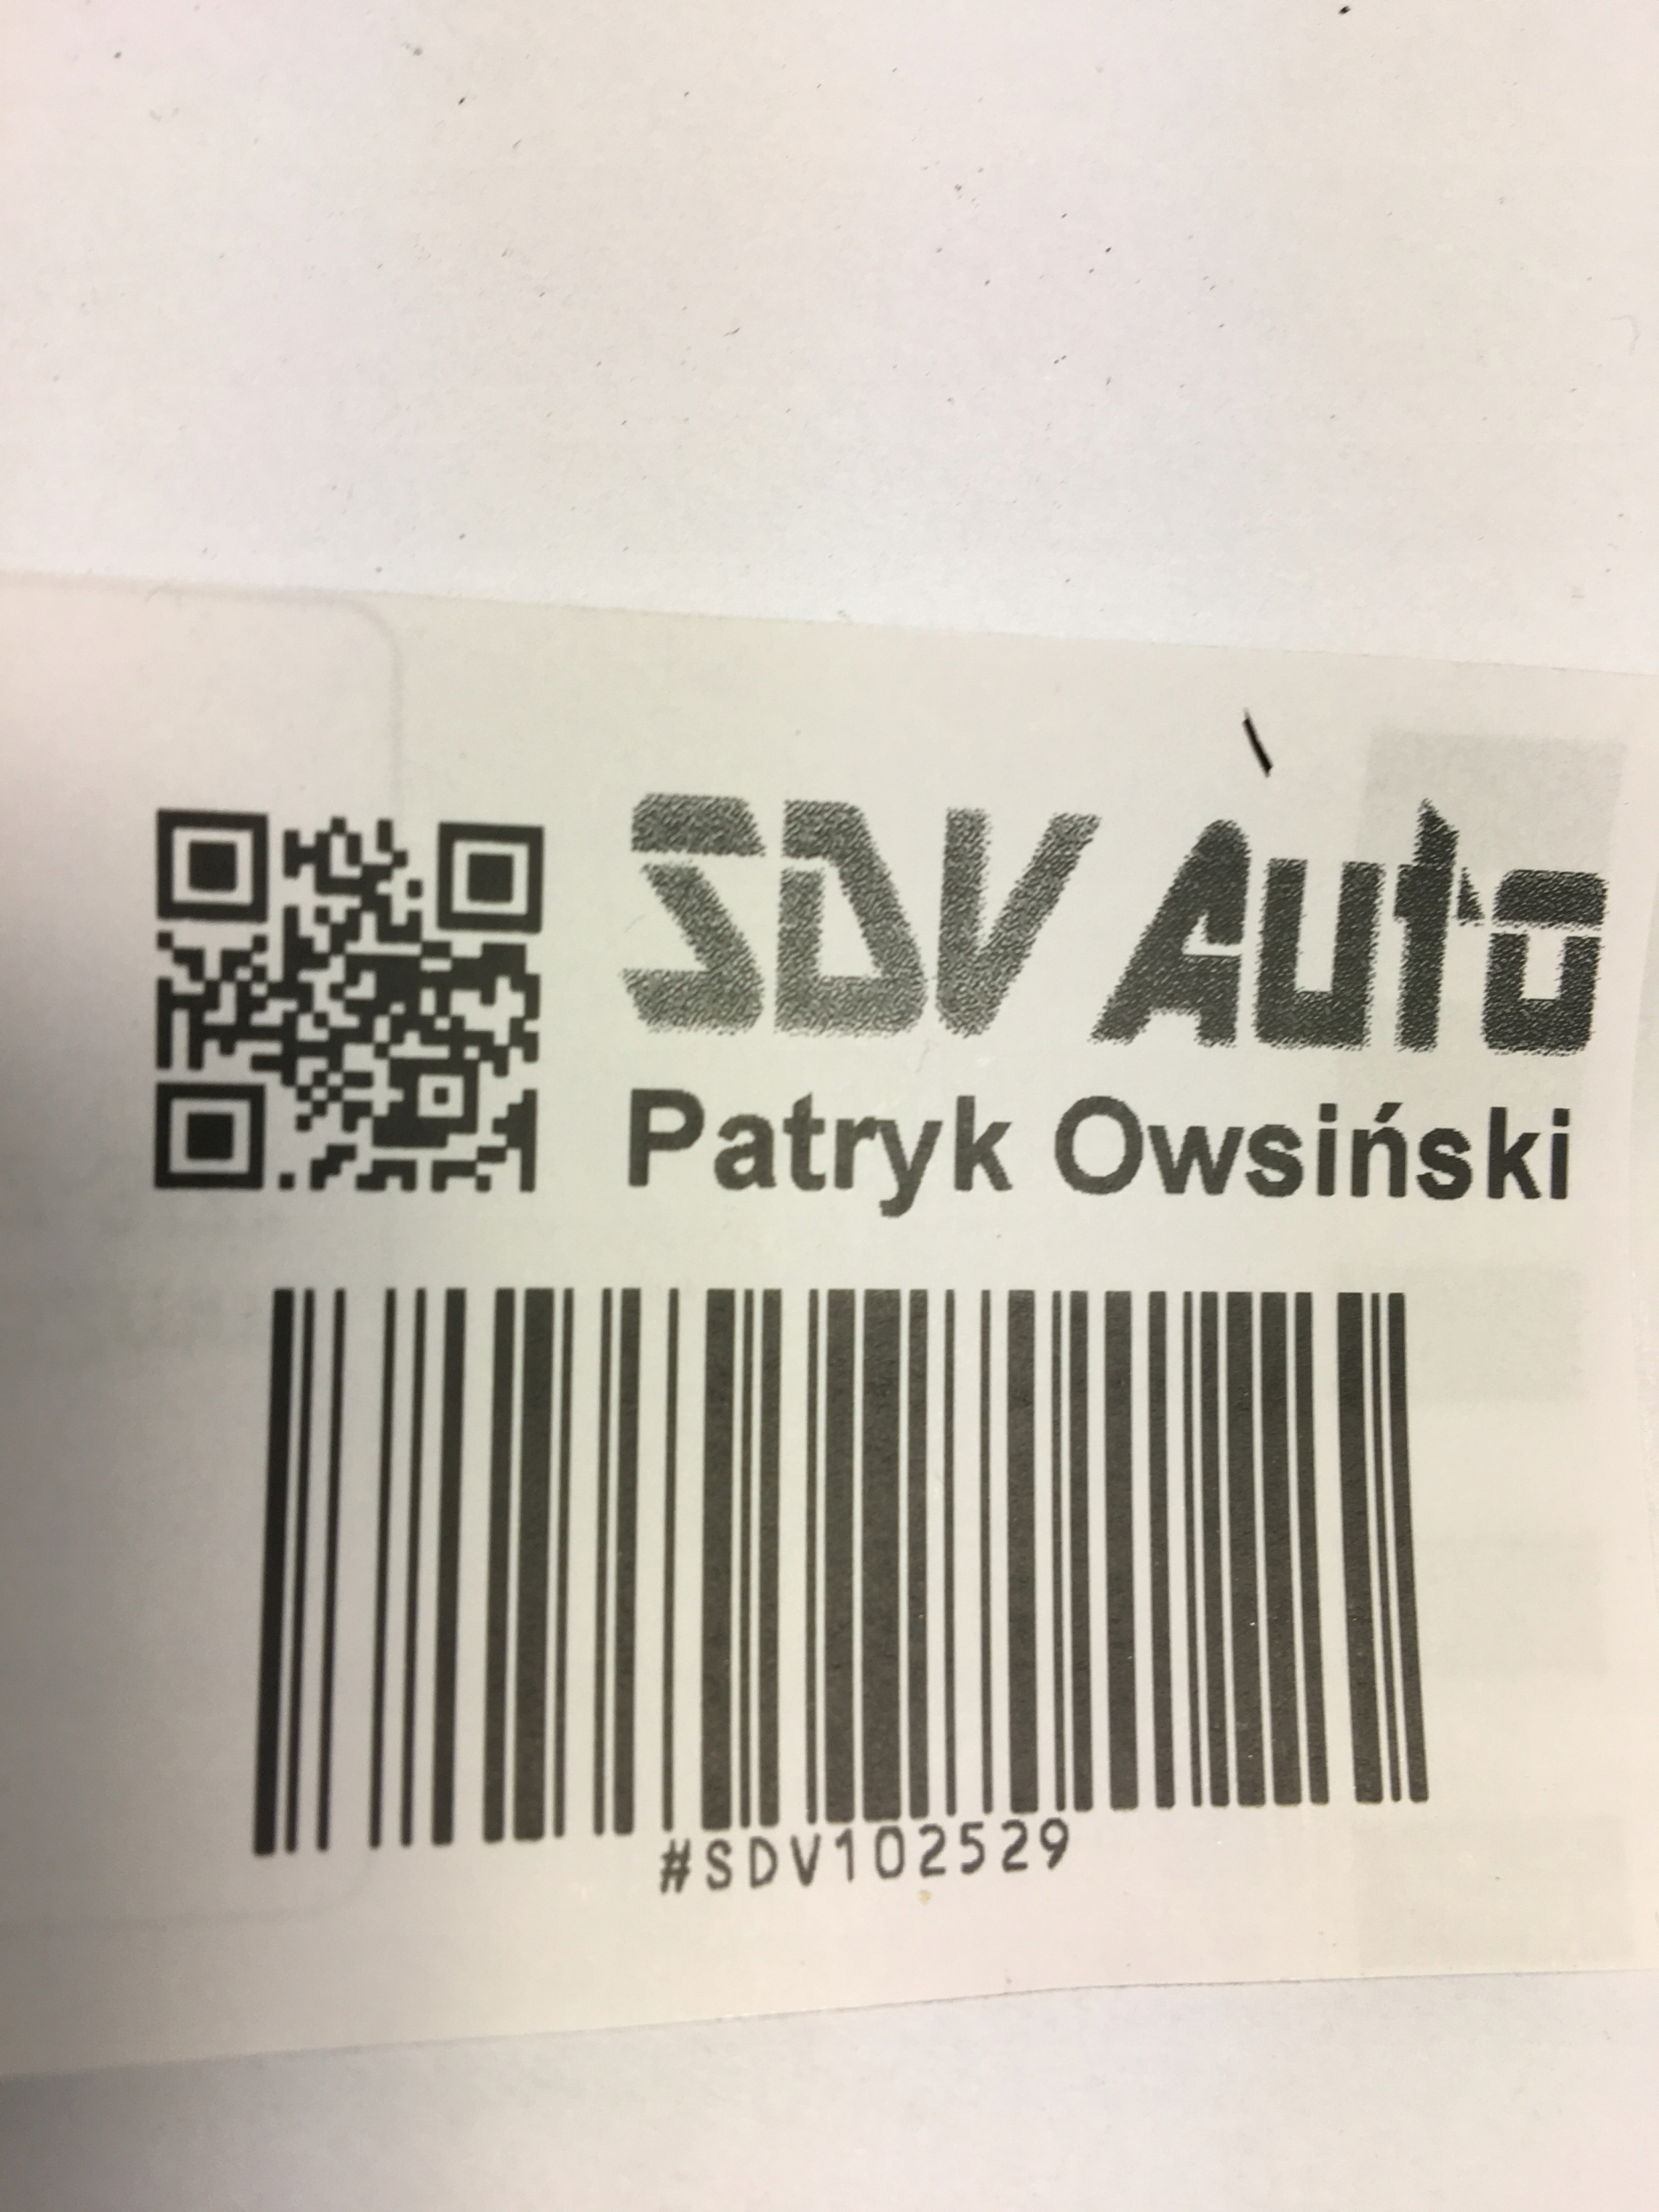 SDV Auto
Patryk Owsiński
#SDV102529